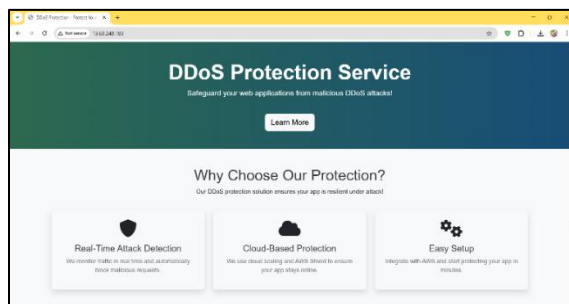 Not secure
DDoS Protection Service
Safeguard your web applications from malicious DDoS attacks!
Learn More
Why Choose Our Protection?
Our DDoS protection solution ensures your app is resilient under attack!
Real-Time Attack Detection
We monitor traffic in real time and automatically
block malicious requests.
Cloud-Based Protection
We use cloud scaling and AWS Shield to ensure
your app stays online.
Easy Setup
Integrate with AWS and start protecting your app in
minutes.